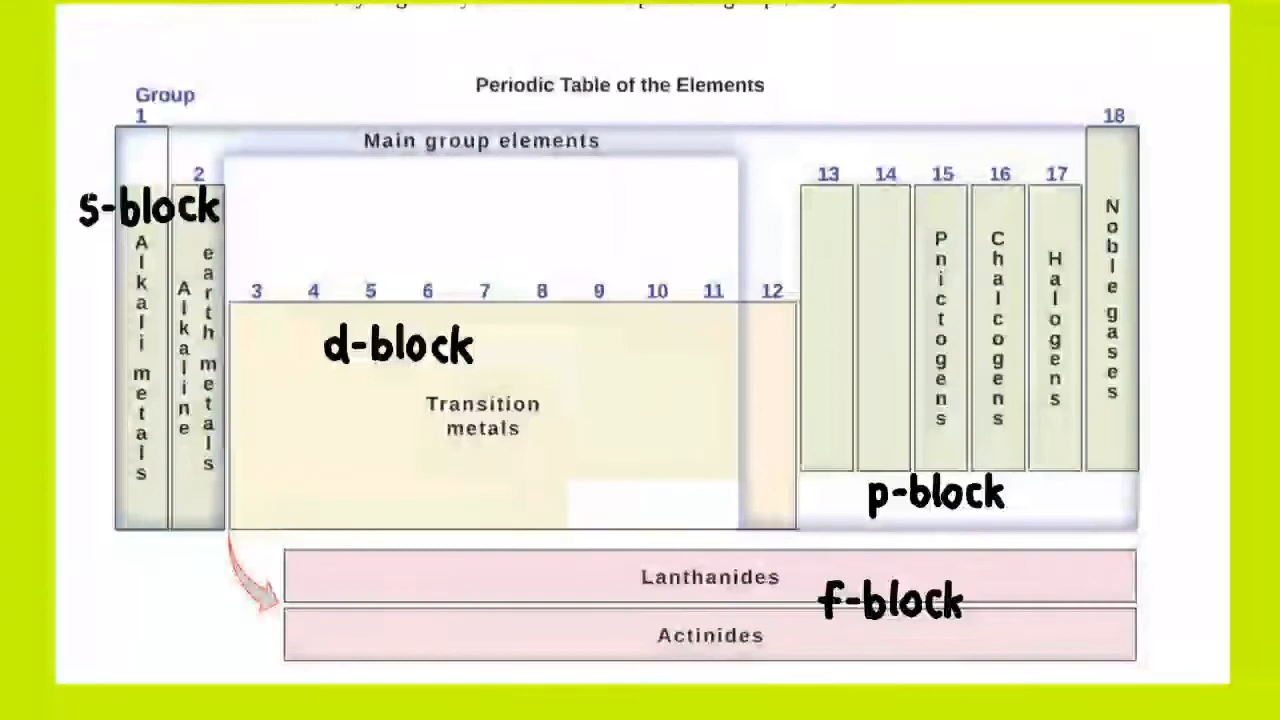 Periodic Table of the Elements
Group
1
18
Main group elements
2
13 14 15 16 17
s-block
Alkali metals
Alkaline
earth metals
Pnictogens
Chalcogens
Halogens
Noble gases
3 4 5 6 7 8 9 10 11 12
d-block
Transition
metals
p-block
Lanthanides
f-block
Actinides